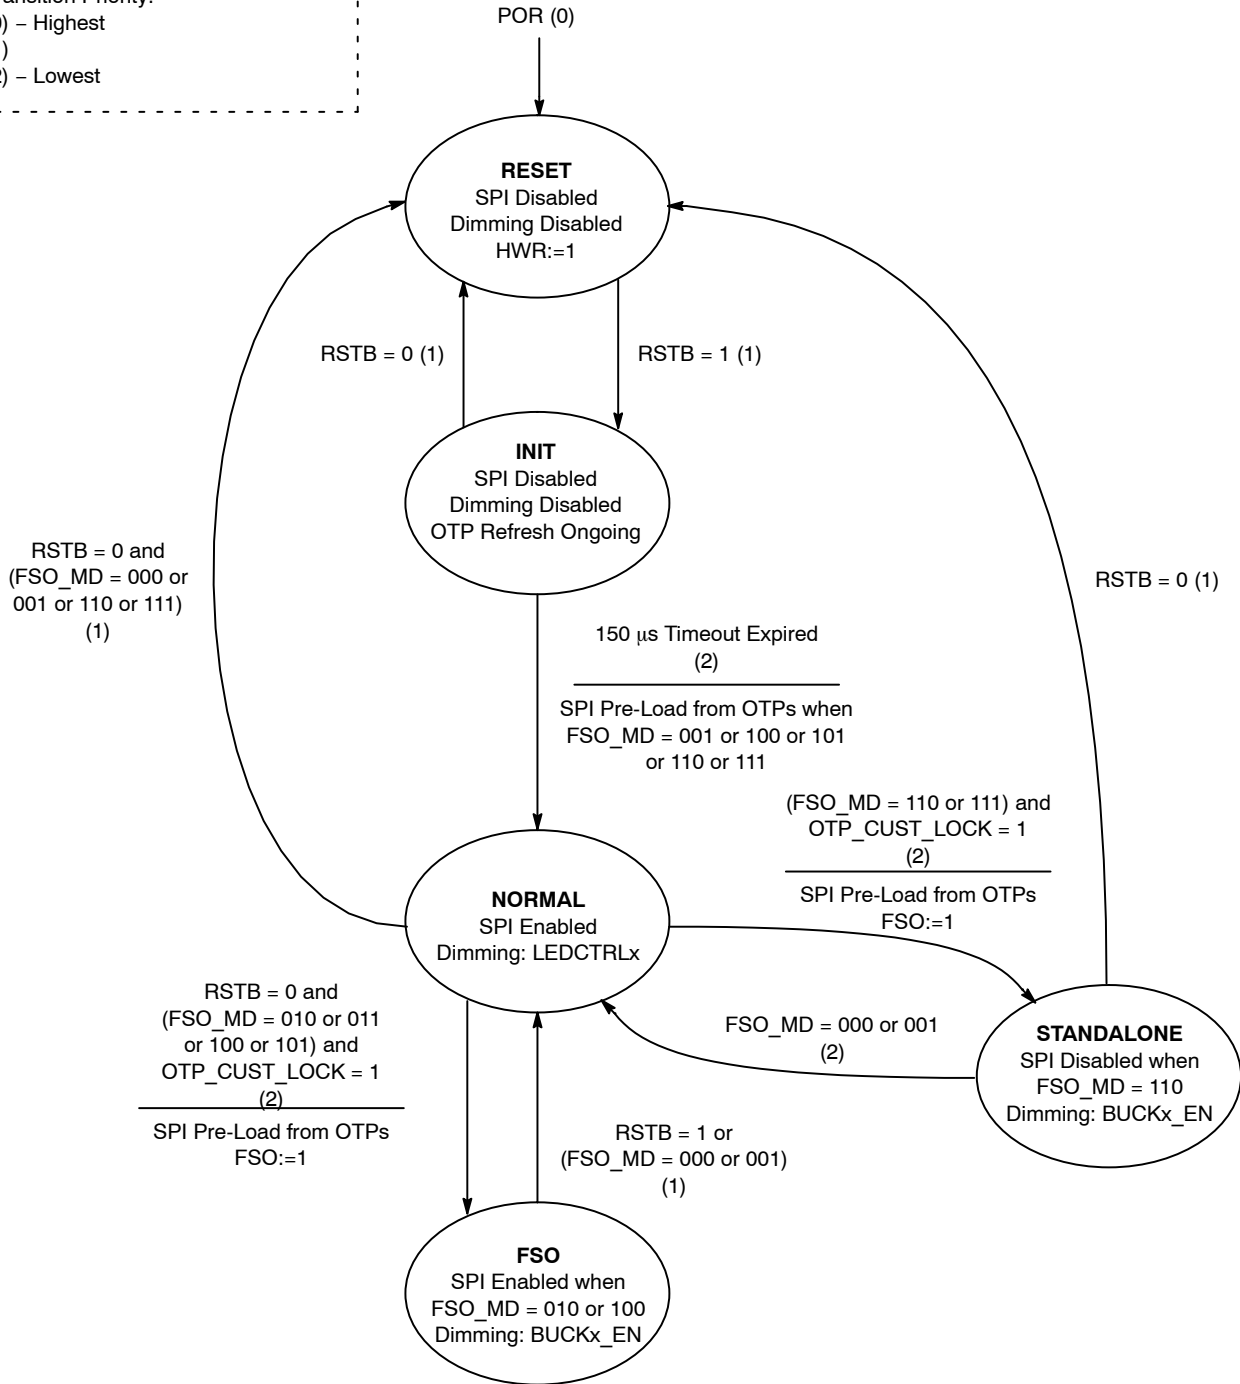 – Highest
– Lowest
POR (0)
RESET
SPI Disabled
Dimming Disabled
HWR:=1
RSTB = 0 (1)
RSTB = 1 (1)
INIT
SPI Disabled
Dimming Disabled
OTP Refresh Ongoing
RSTB = 0 and
(FSO_MD = 000 or
001 or 110 or 111)
(1)
RSTB = 0 (1)
150 μs Timeout Expired
(2)
SPI Pre-Load from OTPs when
FSO_MD = 001 or 100 or 101
or 110 or 111
(FSO_MD = 110 or 111) and
OTP_CUST_LOCK = 1
(2)
SPI Pre-Load from OTPs
FSO:=1
NORMAL
SPI Enabled
Dimming: LEDCTRLx
RSTB = 0 and
(FSO_MD = 010 or 011
or 100 or 101) and
OTP_CUST_LOCK = 1
(2)
SPI Pre-Load from OTPs
FSO:=1
FSO_MD = 000 or 001
(2)
STANDALONE
SPI Disabled when
FSO_MD = 110
Dimming: BUCKx_EN
RSTB = 1 or
(FSO_MD = 000 or 001)
(1)
FSO
SPI Enabled when
FSO_MD = 010 or 100
Dimming: BUCKx_EN